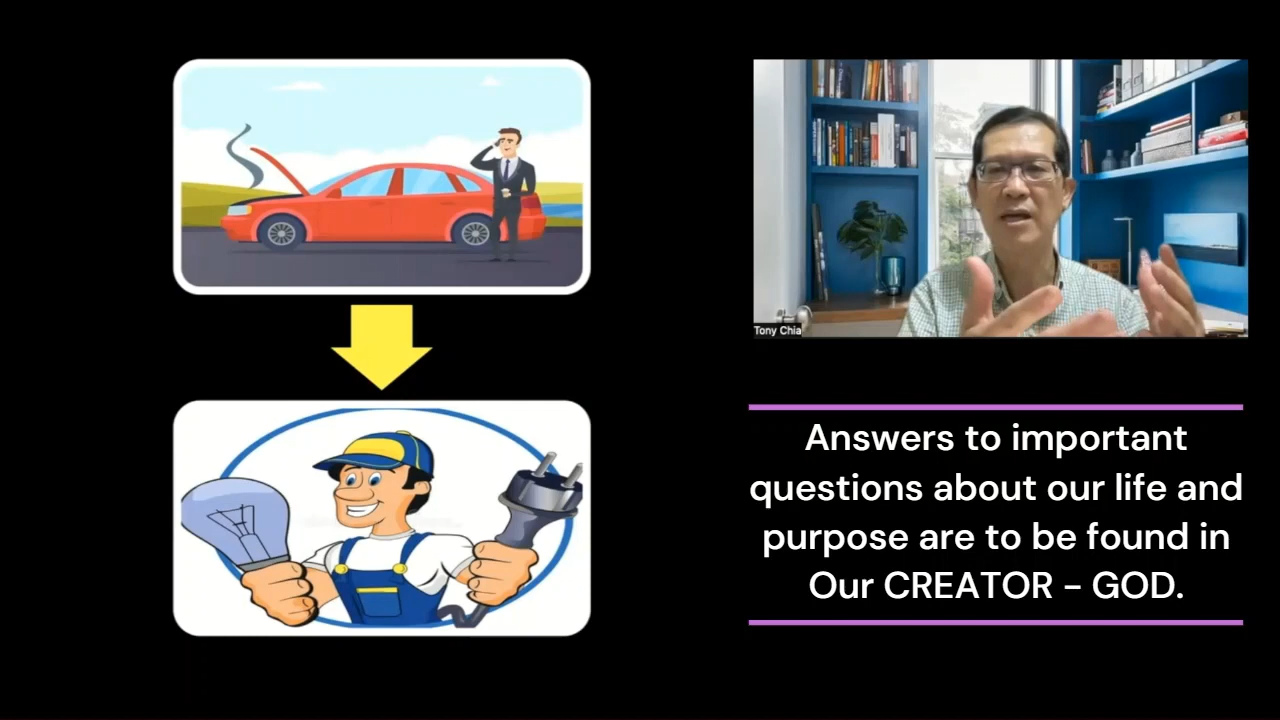 Tony Chia
Answers to important
questions about our life and
purpose are to be found in
Our CREATOR – GOD.